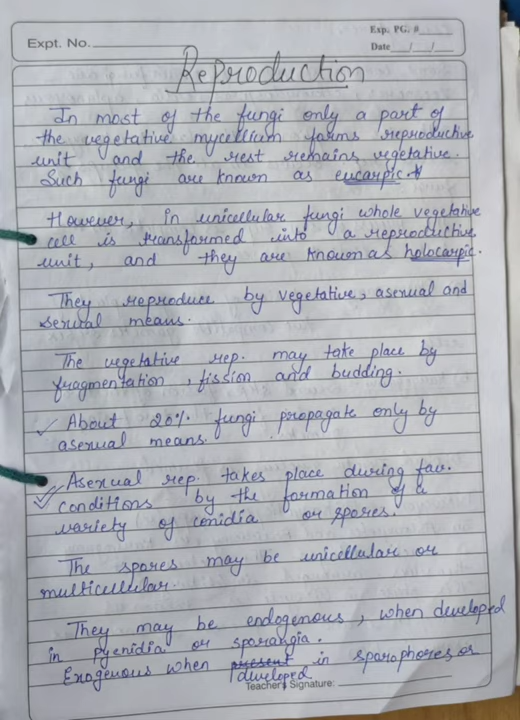 Exp. PG. #
Expt. No.
Date / /
Reproduction
In most of the fungi only a part of
the vegetative mycellium forms reproductive
unit and the rest remains vegetative.
Such fungi are known as eucarpic.
However, in unicellular fungi whole vegetative
cell is transformed into a reproductive
unit, and they are known as holocarpic.
They reproduce by vegetative, asexual and
sexual means.
The vegetative rep. may take place by
fragmentation, fission and budding.
✓ About 20% fungi propagate only by
asexual means.
Asexual rep. takes place during fav.
conditions by the formation of a
variety of conidia or spores.
The spores may be unicellular or
multicellular.
They may be endogenous, when developed
in pyenidia or sporangia.
Exogenous when present in sporophores or
developed
Teacher's Signature: